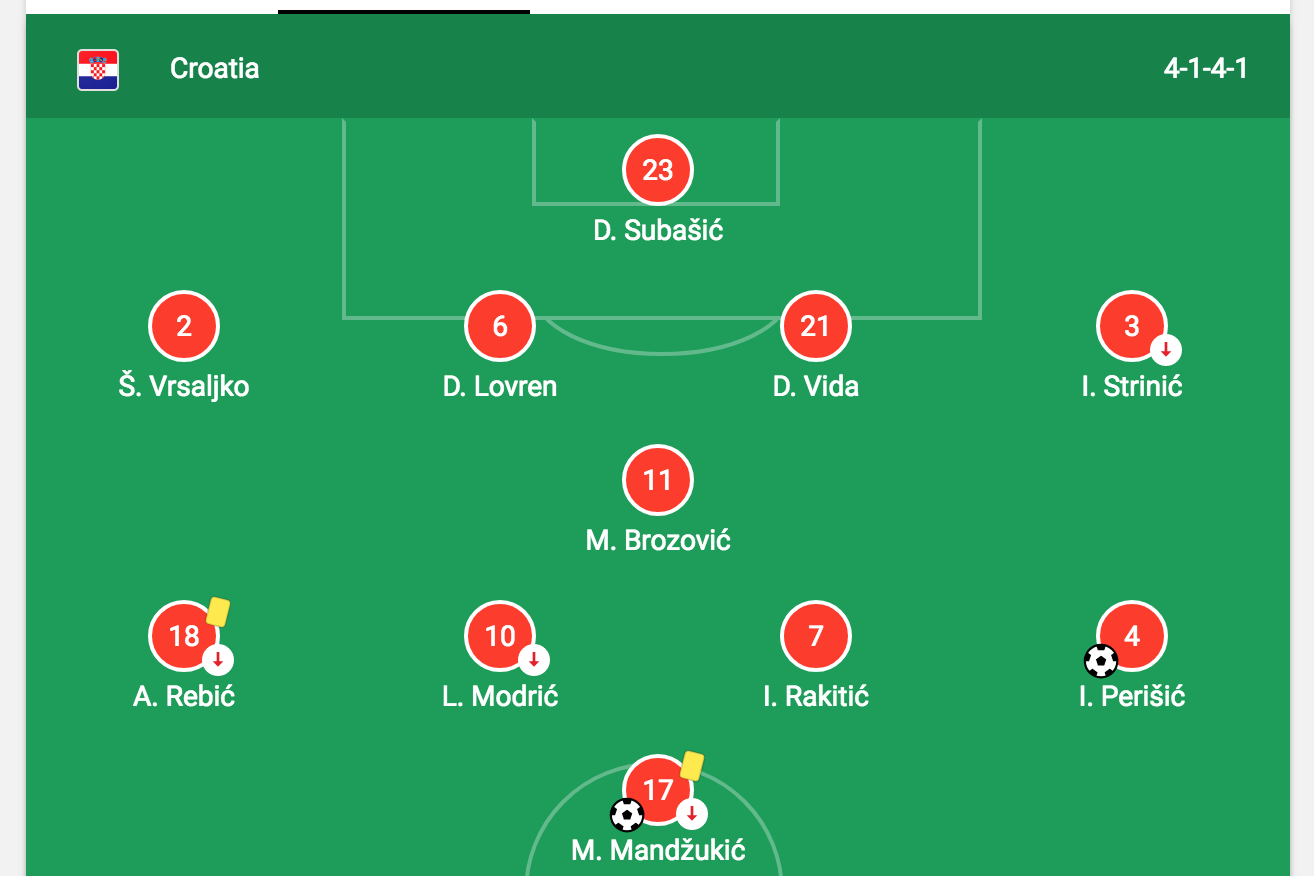 Croatia 4-1-4-1
23
D. Subašić
2 6 21 3
Š. Vrsaljko D. Lovren D. Vida I. Strinić
11
M. Brozović
18 10 7 4
A. Rebić L. Modrić I. Rakitić I. Perišić
17
M. Mandžukić